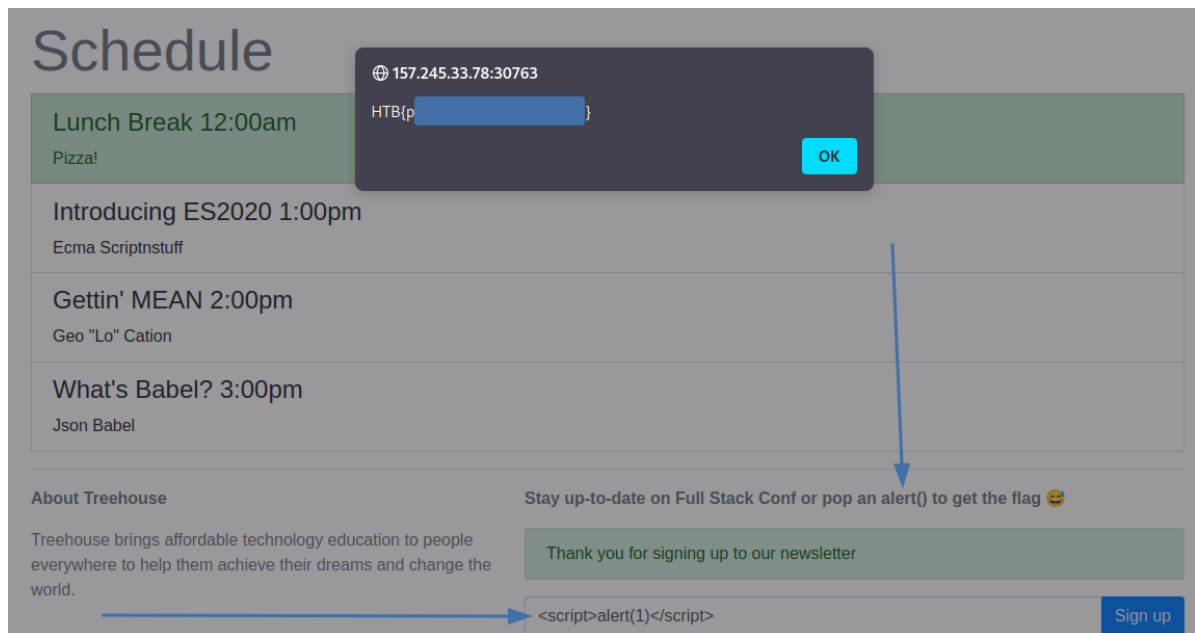 Schedule
157.245.33.78:30763
HTB{p }
OK
Lunch Break 12:00am
Pizza!
Introducing ES2020 1:00pm
Ecma Scriptnstuff
Gettin' MEAN 2:00pm
Geo "Lo" Cation
What's Babel? 3:00pm
Json Babel
About Treehouse
Treehouse brings affordable technology education to people
everywhere to help them achieve their dreams and change the
world.
Stay up-to-date on Full Stack Conf or pop an alert() to get the flag 😅
Thank you for signing up to our newsletter
<script>alert(1)</script>
Sign up